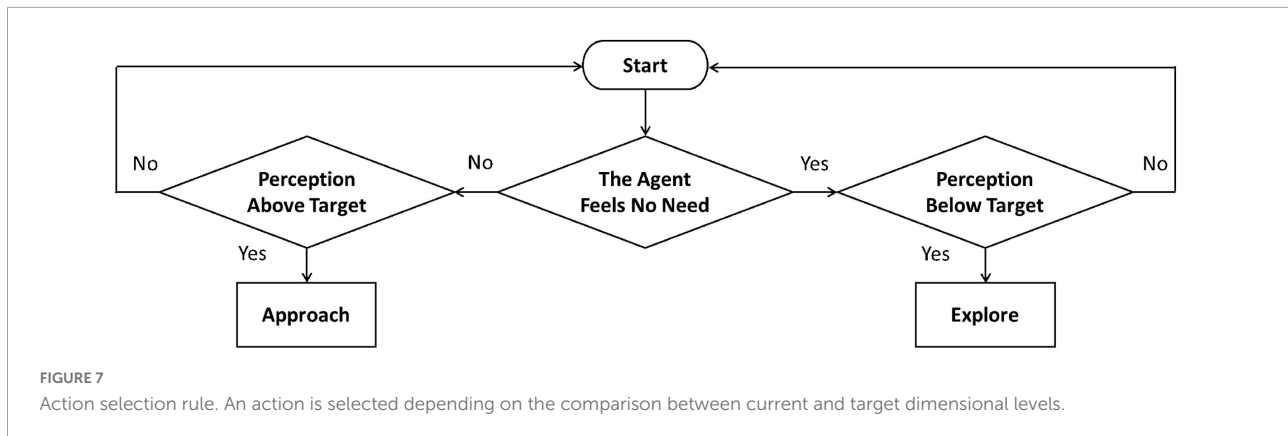 Start
No
Perception
Above Target
No
The Agent
Feels No Need
Yes
Perception
Below Target
No
Yes
Yes
Approach
Explore
FIGURE 7
Action selection rule. An action is selected depending on the comparison between current and target dimensional levels.